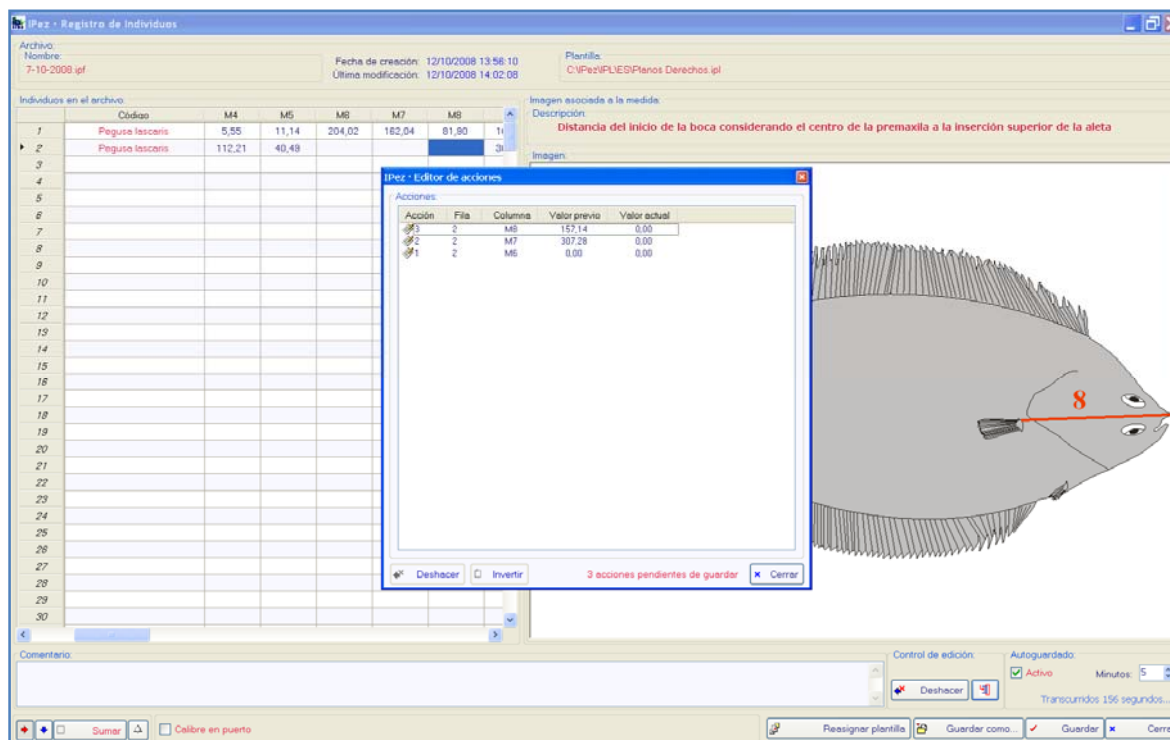 IPez · Registro de Individuos
Archivo:
Nombre:
7-10-2008.ipf
Fecha de creación: 12/10/2008 13:56:10
Última modificación: 12/10/2008 14:02:08
Plantilla:
C:\IPez\IPL\ES\Planos Derechos.ipl
Individuos en el archivo:
Código M4 M5 M6 M7 M8
1 Pegusa lascaris 5,55 11,14 204,02 162,04 81,90
2 Pegusa lascaris 112,21 40,49
3
4
5
6
7
8
9
10
11
12
13
14
15
16
17
18
19
20
21
22
23
24
25
26
27
28
29
30
Imagen asociada a la medida:
Descripción:
Distancia del inicio de la boca considerando el centro de la premaxila a la inserción superior de la aleta
Imagen:
8
IPez · Editor de acciones
Acciones:
Acción Fila Columna Valor previo Valor actual
3 2 M8 157,14 0,00
2 2 M7 307,28 0,00
1 2 M6 0,00 0,00
Deshacer Invertir 3 acciones pendientes de guardar Cerrar
Comentario:
Control de edición:
Deshacer
Autoguardado:
Activo Minutos: 5
Transcurridos 156 segundos...
Sumar Calibre en puerto Reasignar plantilla Guardar como... Guardar